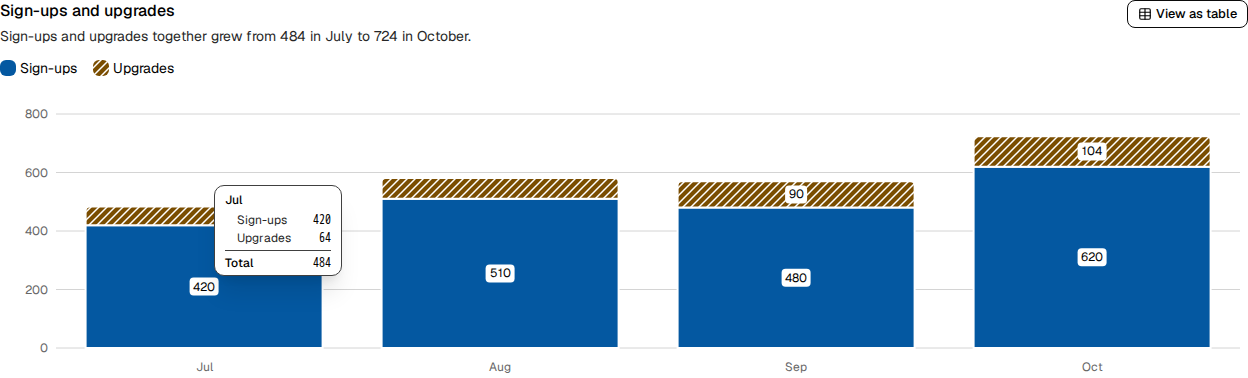 Sign-ups and upgrades
View as table
Sign-ups and upgrades together grew from 484 in July to 724 in October.
Sign-ups Upgrades
800
600
400
200
0
104
90
620
510
480
420
Jul
Sign-ups 420
Upgrades 64
Total 484
Jul Aug Sep Oct